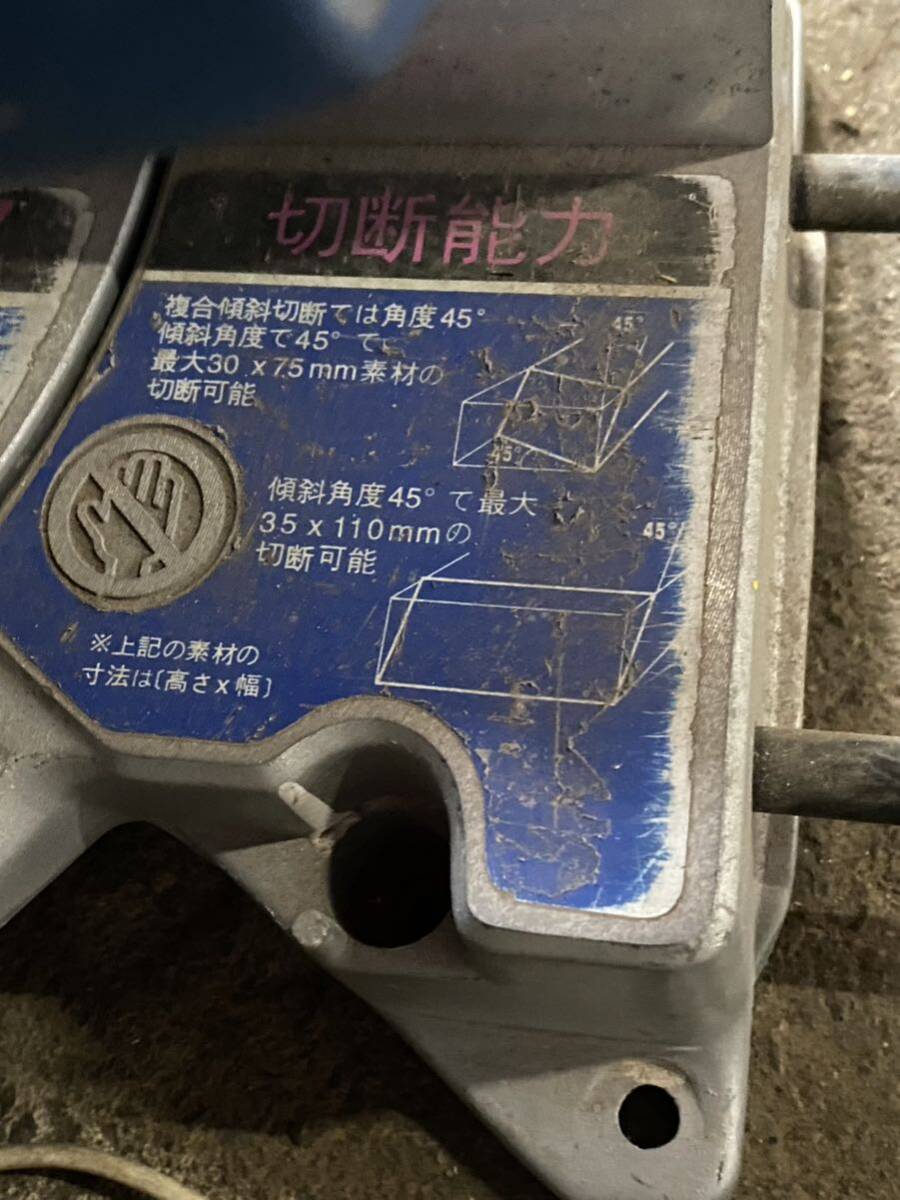 切断能力
複合傾斜切断では角度45°
傾斜角度で45°で、
最大30 x 75mm素材の
切断可能
45°
45°
傾斜角度45°で最大
35 x 110mmの
切断可能
45°
※上記の素材の
寸法は〔高さx幅〕